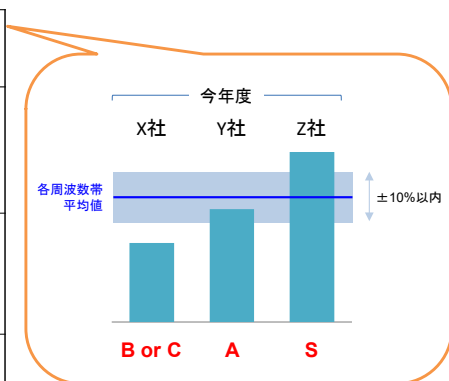 今年度
X社 Y社 Z社
各周波数帯
平均値
±10%以内
B or C A S